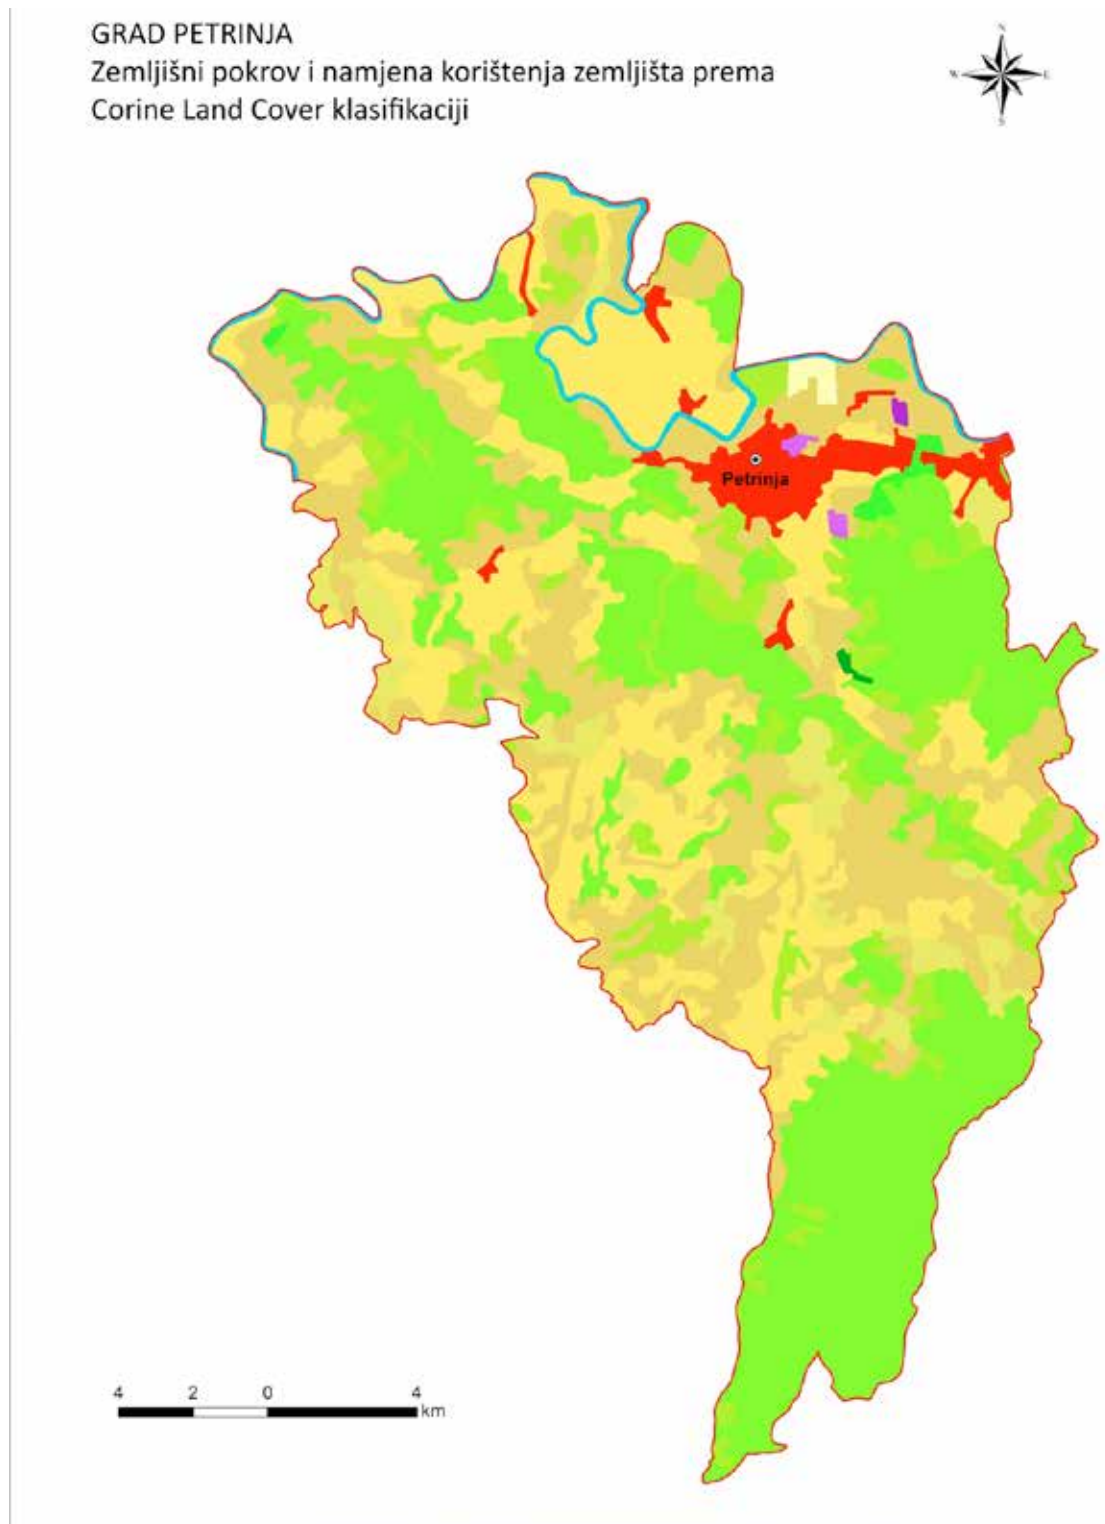 GRAD PETRINJA
Zemljišni pokrov i namjena korištenja zemljišta prema
Corine Land Cover klasifikaciji
N
W E
S
Petrinja
4 2 0 4
km